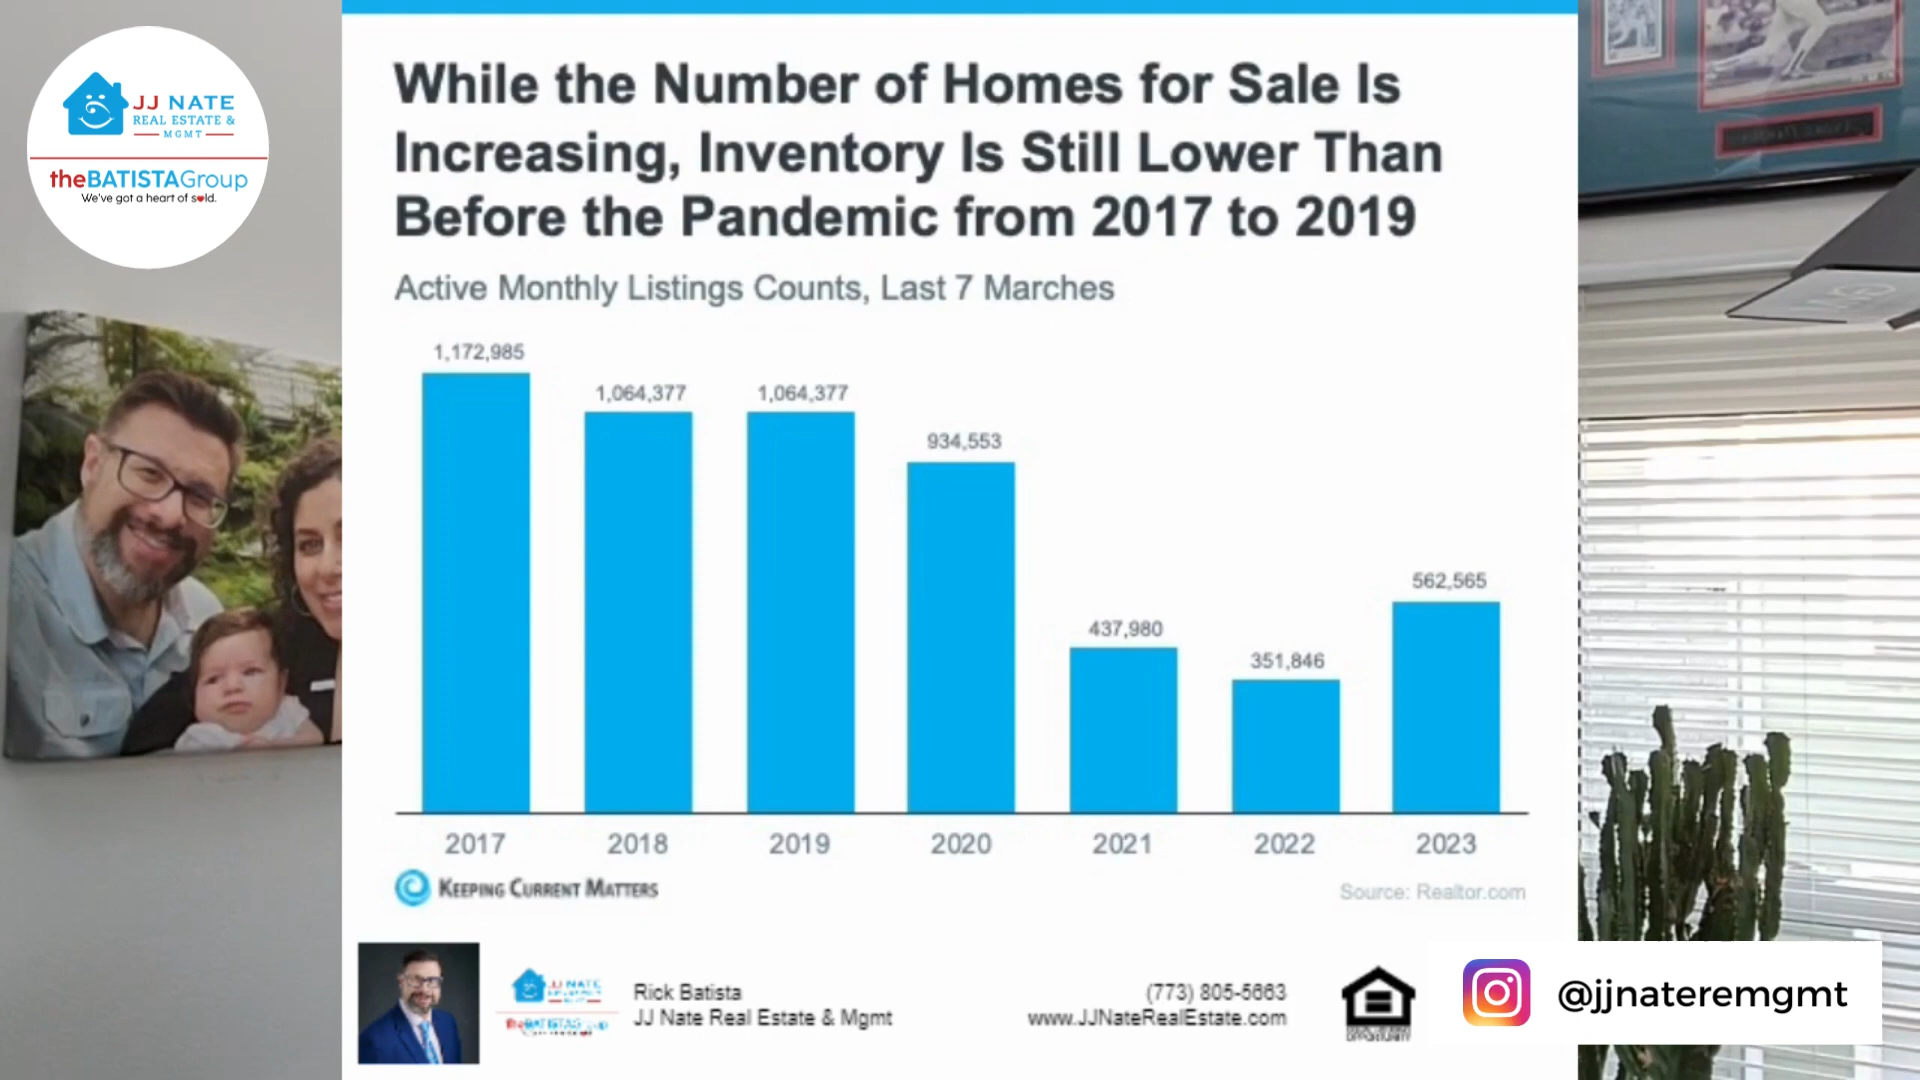 JJ NATE
REAL ESTATE &
MGMT
theBATISTAGroup
We've got a heart of sold.
While the Number of Homes for Sale Is
Increasing, Inventory Is Still Lower Than
Before the Pandemic from 2017 to 2019
Active Monthly Listings Counts, Last 7 Marches
1,172,985
1,064,377
1,064,377
934,553
437,980
351,846
562,565
2017
2018
2019
2020
2021
2022
2023
KEEPING CURRENT MATTERS
Source: Realtor.com
JJ NATE
Rick Batista
JJ Nate Real Estate & Mgmt
(773) 805-5663
www.JJNateRealEstate.com
OPPORTUNITY
@jjnateremgmt